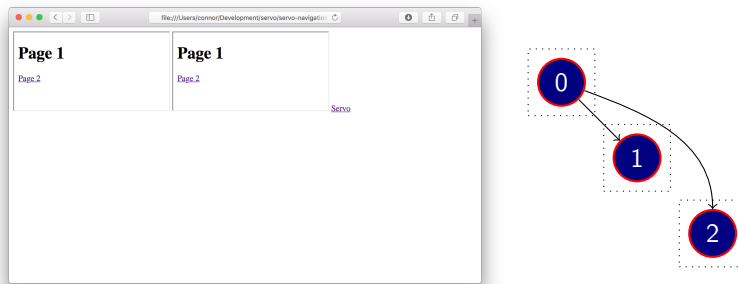 file:///Users/connor/Development/servo/servo-navigation
Page 1
Page 2
Page 1
Page 2
Servo
0
1
2